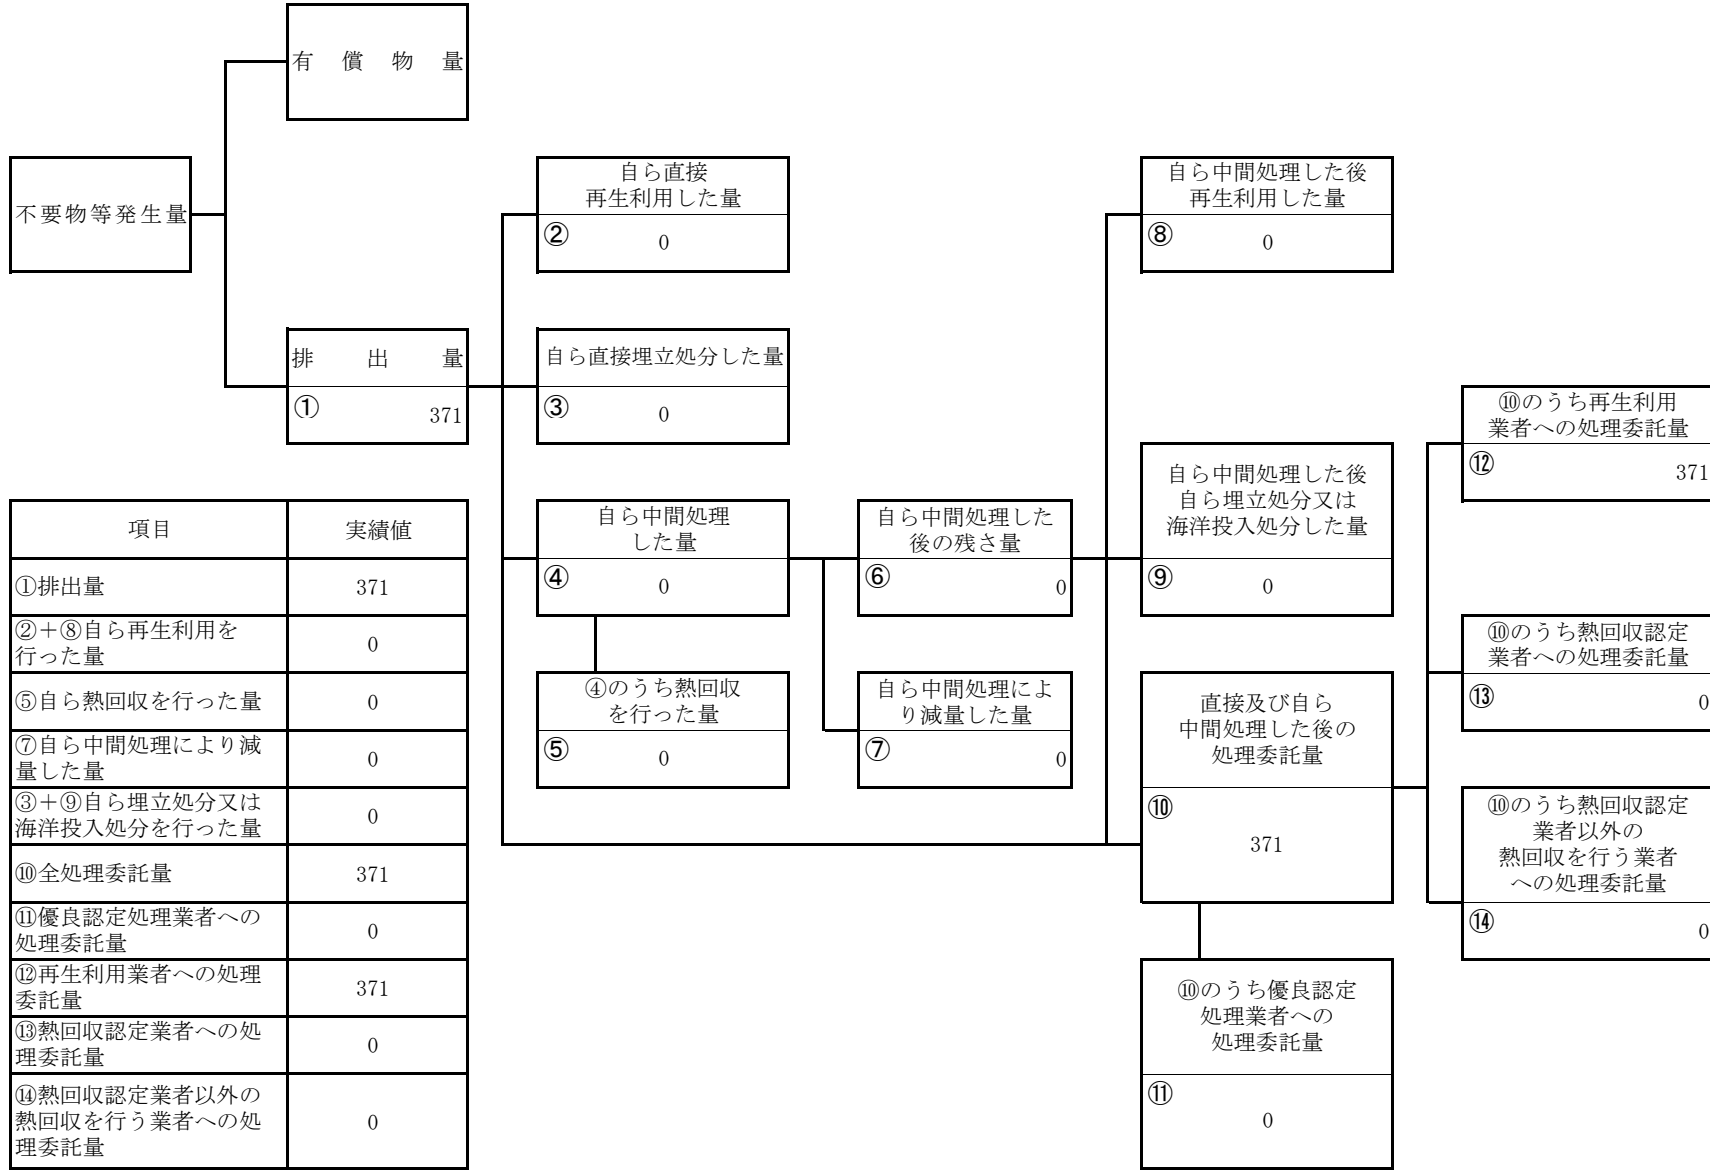 有償物量
不要物等発生量
排出量
①
371
自ら直接
再生利用した量
②
0
自ら直接埋立処分した量
③
0
自ら中間処理
した量
④
0
④のうち熱回収
を行った量
⑤
0
自ら中間処理した
後の残さ量
⑥
0
自ら中間処理によ
り減量した量
⑦
0
自ら中間処理した後
再生利用した量
⑧
0
自ら中間処理した後
自ら埋立処分又は
海洋投入処分した量
⑨
0
直接及び自ら
中間処理した後の
処理委託量
⑩
371
⑩のうち優良認定
処理業者への
処理委託量
⑪
0
⑩のうち再生利用
業者への処理委託量
⑫
371
⑩のうち熱回収認定
業者への処理委託量
⑬
0
⑩のうち熱回収認定
業者以外の
熱回収を行う業者
への処理委託量
⑭
0
項目 実績値
①排出量 371
②＋⑧自ら再生利用を
行った量 0
⑤自ら熱回収を行った量 0
⑦自ら中間処理により減
量した量 0
③＋⑨自ら埋立処分又は
海洋投入処分を行った量 0
⑩全処理委託量 371
⑪優良認定処理業者への
処理委託量 0
⑫再生利用業者への処理
委託量 371
⑬熱回収認定業者への処
理委託量 0
⑭熱回収認定業者以外の
熱回収を行う業者への処
理委託量 0